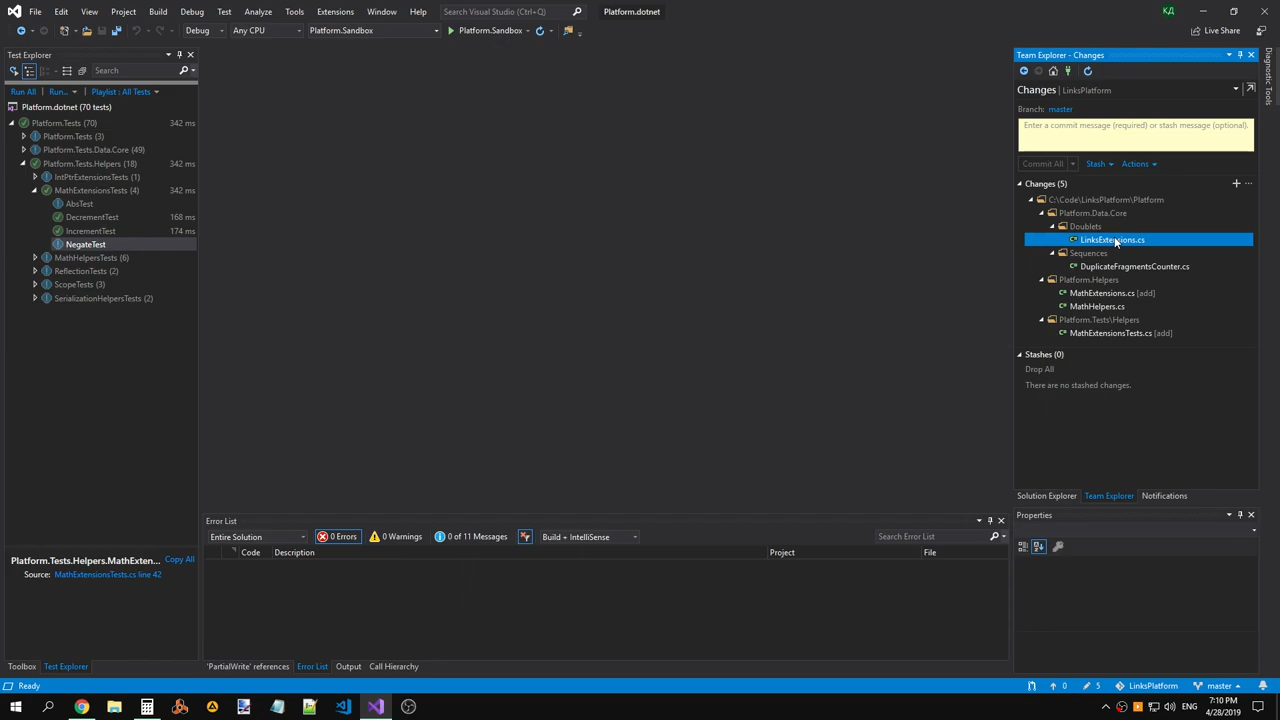 File Edit View Project Build Debug Test Analyze Tools Extensions Window Help Search Visual Studio (Ctrl+Q) Platform.dotnet КД
Debug Any CPU Platform.Sandbox Platform.Sandbox Live Share
Test Explorer
Search
Run All Run... Playlist : All Tests
Platform.dotnet (70 tests)
Platform.Tests (70) 342 ms
Platform.Tests (3)
Platform.Tests.Data.Core (49)
Platform.Tests.Helpers (18) 342 ms
IntPtrExtensionsTests (1)
MathExtensionsTests (4) 342 ms
AbsTest
DecrementTest 168 ms
IncrementTest 174 ms
NegateTest
MathHelpersTests (6)
ReflectionTests (2)
ScopeTests (3)
SerializationHelpersTests (2)
Platform.Tests.Helpers.MathExten... Copy All
Source: MathExtensionsTests.cs line 42
Toolbox Test Explorer
Error List
Entire Solution 0 Errors 0 Warnings 0 of 11 Messages Build + IntelliSense Search Error List
Code Description Project File
'PartialWrite' references Error List Output Call Hierarchy
Team Explorer - Changes
Changes | LinksPlatform
Branch: master
Enter a commit message (required) or stash message (optional).
Commit All Stash Actions
Changes (5)
C:\Code\LinksPlatform\Platform
Platform.Data.Core
Doublets
LinksExtensions.cs
Sequences
DuplicateFragmentsCounter.cs
Platform.Helpers
MathExtensions.cs [add]
MathHelpers.cs
Platform.Tests\Helpers
MathExtensionsTests.cs [add]
Stashes (0)
Drop All
There are no stashed changes.
Solution Explorer Team Explorer Notifications
Properties
Diagnostic Tools
Ready 0 5 LinksPlatform master
ENG 7:10 PM
4/28/2019